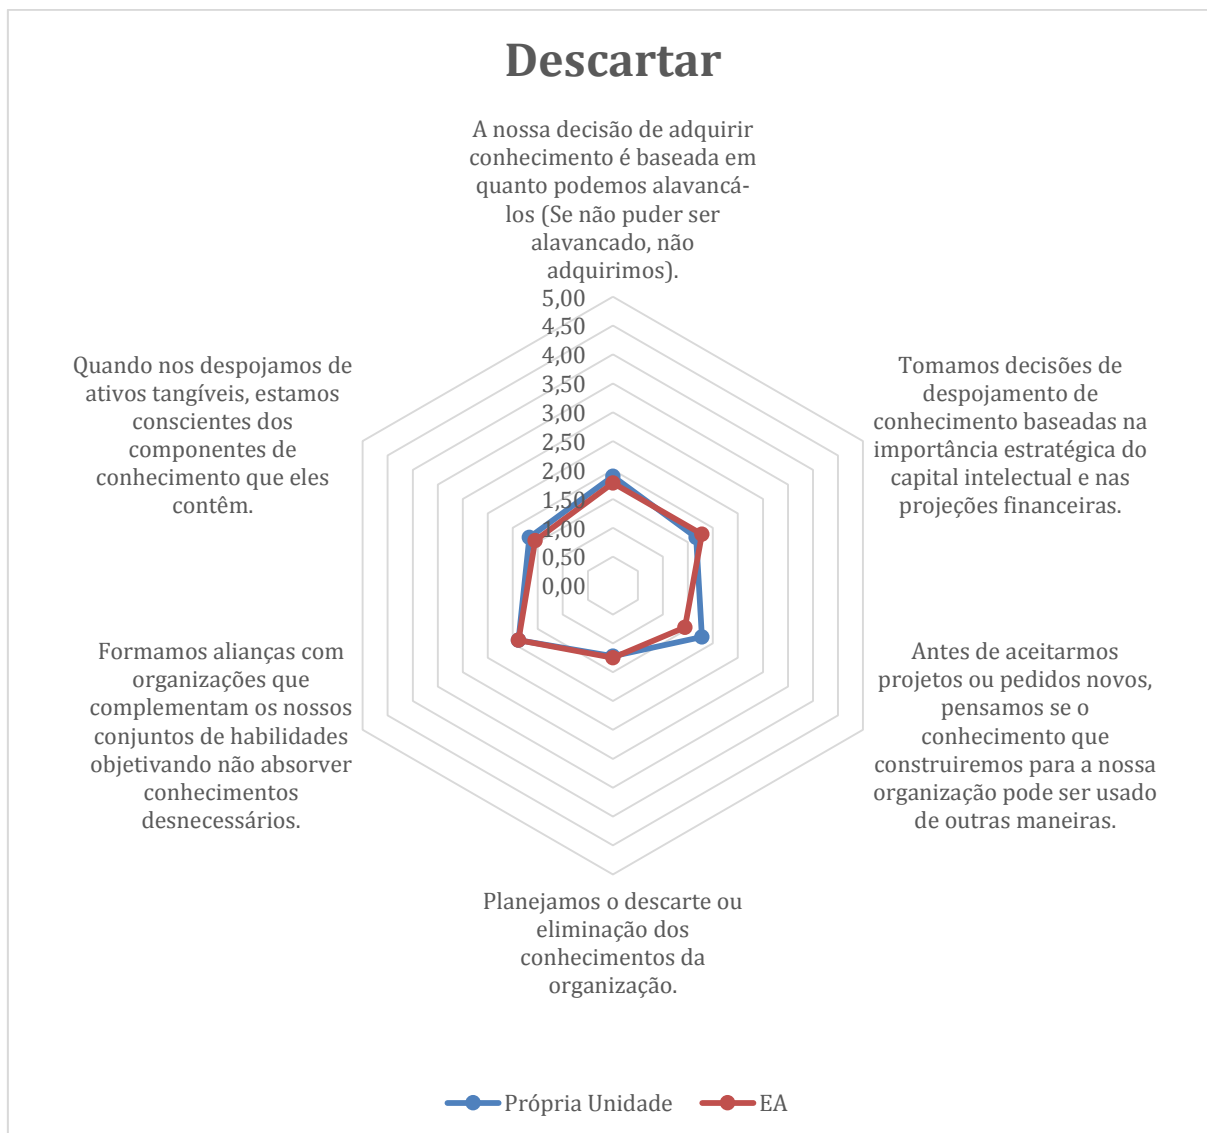 Descartar
A nossa decisão de adquirir
conhecimento é baseada em
quanto podemos alavancá-
los (Se não puder ser
alavancado, não
adquirimos).
5,00
4,50
4,00
3,50
3,00
2,50
2,00
1,50
1,00
0,50
0,00
Tomamos decisões de
despojamento de
conhecimento baseadas na
importância estratégica do
capital intelectual e nas
projeções financeiras.
Antes de aceitarmos
projetos ou pedidos novos,
pensamos se o
conhecimento que
construiremos para a nossa
organização pode ser usado
de outras maneiras.
Planejamos o descarte ou
eliminação dos
conhecimentos da
organização.
Formamos alianças com
organizações que
complementam os nossos
conjuntos de habilidades
objetivando não absorver
conhecimentos
desnecessários.
Quando nos despojamos de
ativos tangíveis, estamos
conscientes dos
componentes de
conhecimento que eles
contêm.
Própria Unidade
EA